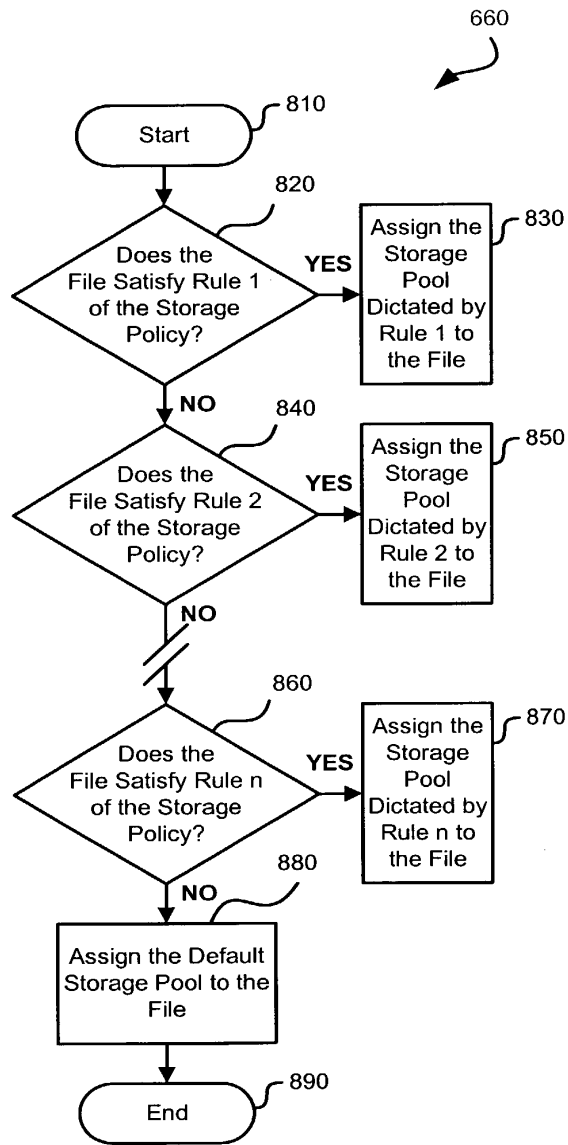 660
Start
810
820
Does the
File Satisfy Rule 1
of the Storage
Policy?
YES
Assign the
Storage
Pool
Dictated by
Rule 1 to
the File
830
NO
840
Does the
File Satisfy Rule 2
of the Storage
Policy?
YES
Assign the
Storage
Pool
Dictated by
Rule 2 to
the File
850
NO
860
Does the
File Satisfy Rule n
of the Storage
Policy?
YES
Assign the
Storage
Pool
Dictated by
Rule n to
the File
870
NO
880
Assign the Default
Storage Pool to the
File
End
890